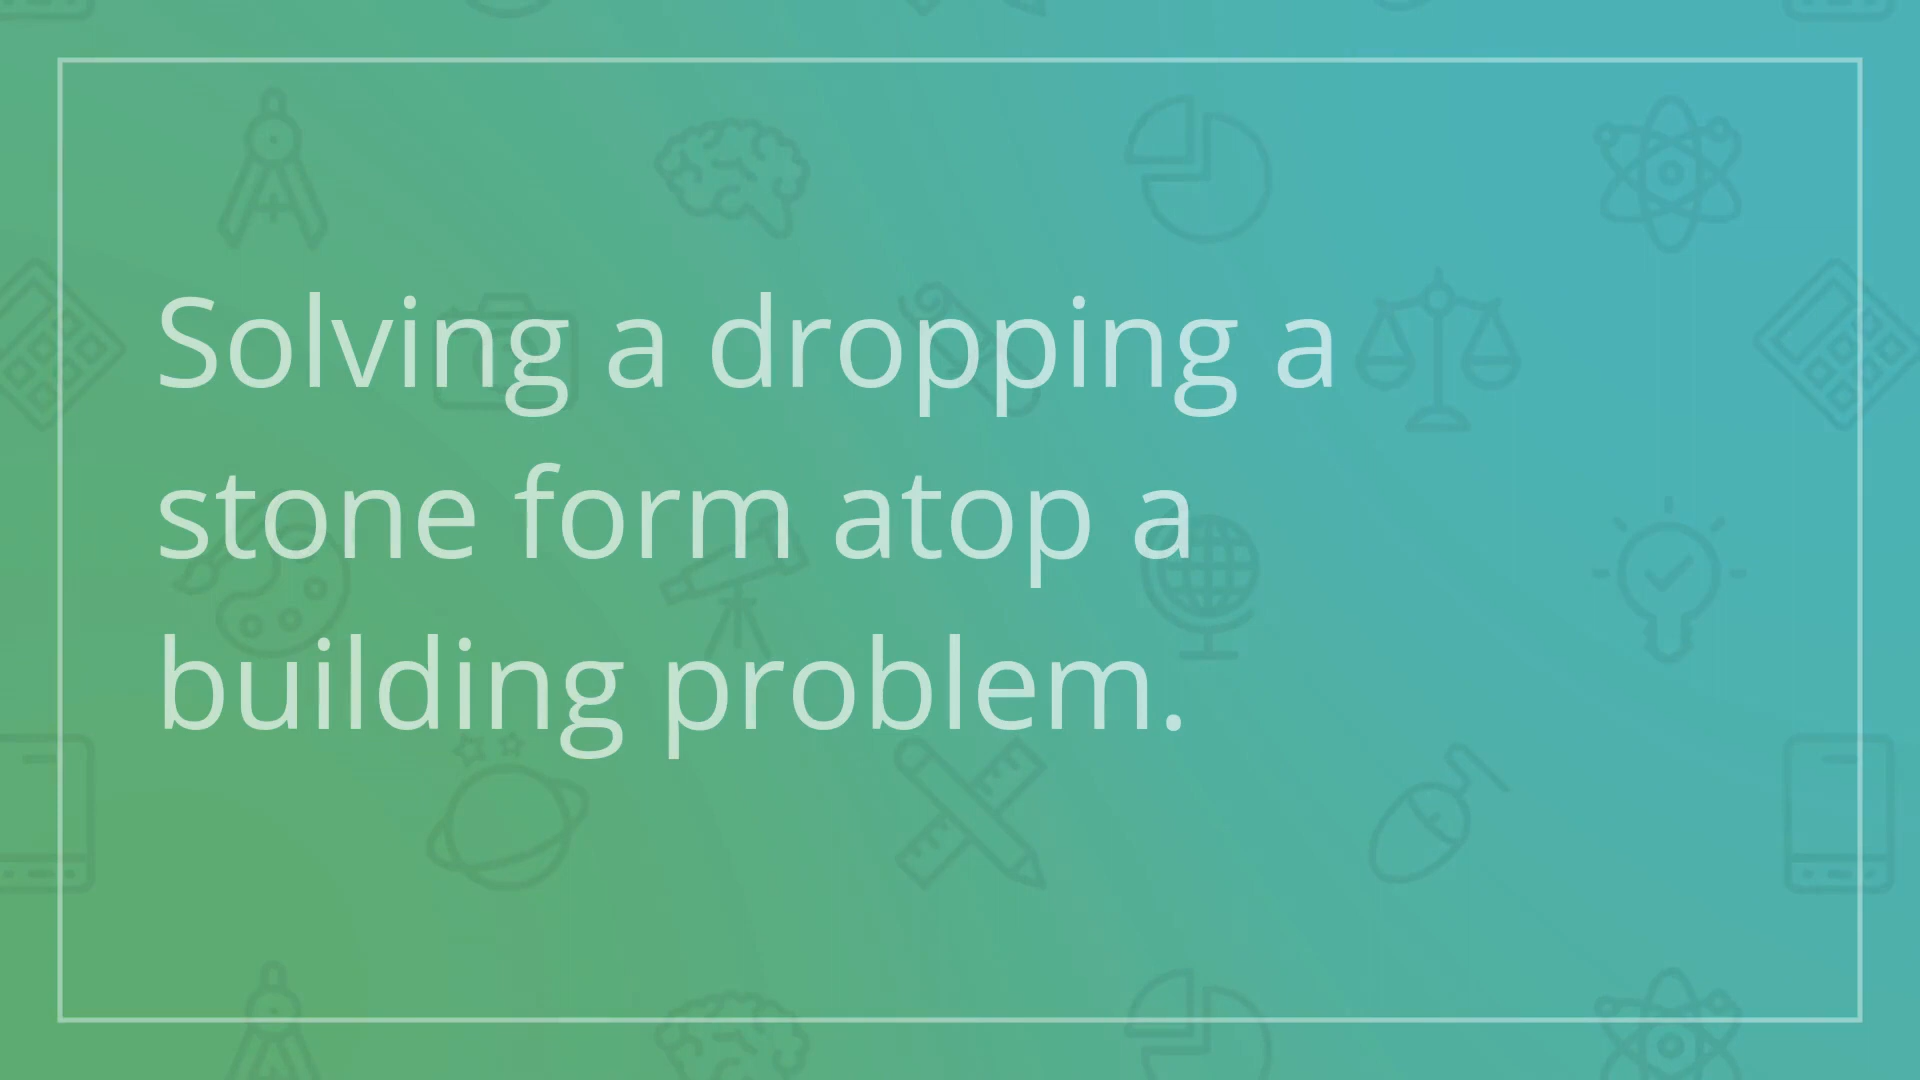 Solving a dropping a
stone form atop a
building problem.